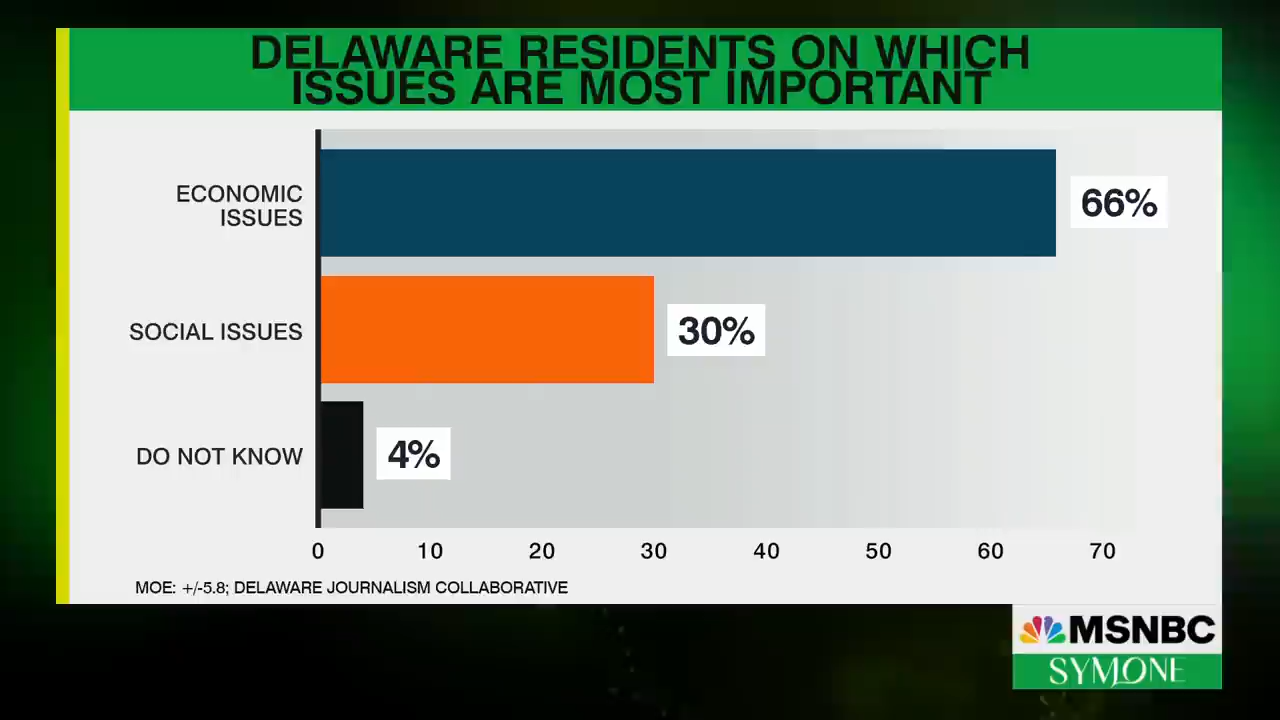 DELAWARE RESIDENTS ON WHICH
ISSUES ARE MOST IMPORTANT
ECONOMIC
ISSUES
66%
SOCIAL ISSUES
30%
DO NOT KNOW
4%
0 10 20 30 40 50 60 70
MOE: +/-5.8; DELAWARE JOURNALISM COLLABORATIVE
MSNBC
SYMONE